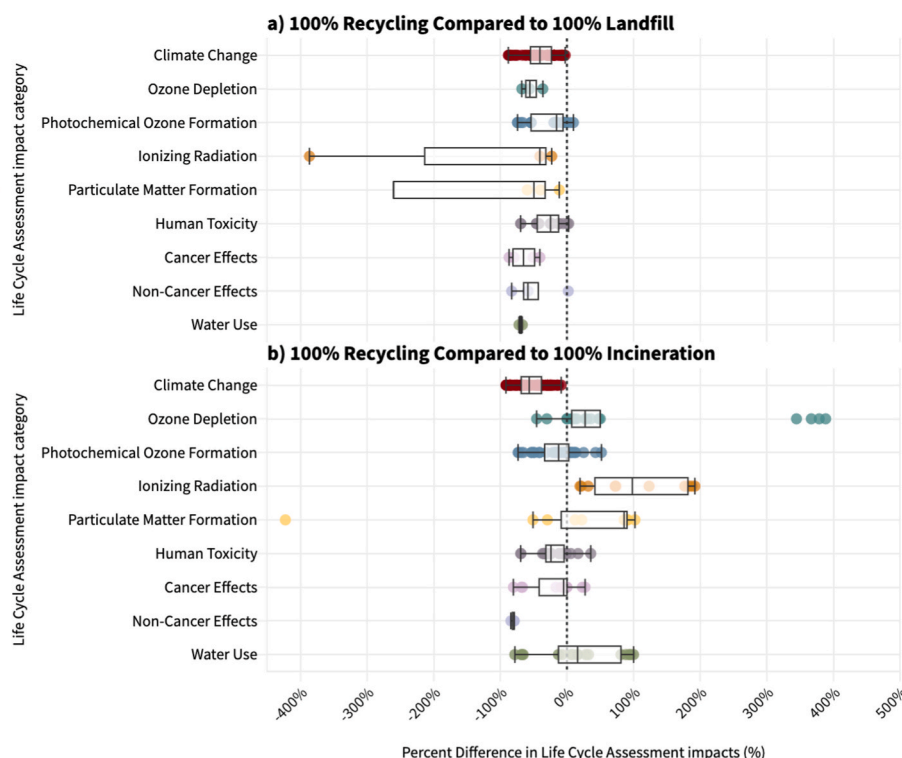 a) 100% Recycling Compared to 100% Landfill
Life Cycle Assessment impact category
Climate Change
Ozone Depletion
Photochemical Ozone Formation
Ionizing Radiation
Particulate Matter Formation
Human Toxicity
Cancer Effects
Non-Cancer Effects
Water Use
b) 100% Recycling Compared to 100% Incineration
Life Cycle Assessment impact category
Climate Change
Ozone Depletion
Photochemical Ozone Formation
Ionizing Radiation
Particulate Matter Formation
Human Toxicity
Cancer Effects
Non-Cancer Effects
Water Use
-400% -300% -200% -100% 0% 100% 200% 300% 400% 500%
Percent Difference in Life Cycle Assessment impacts (%)